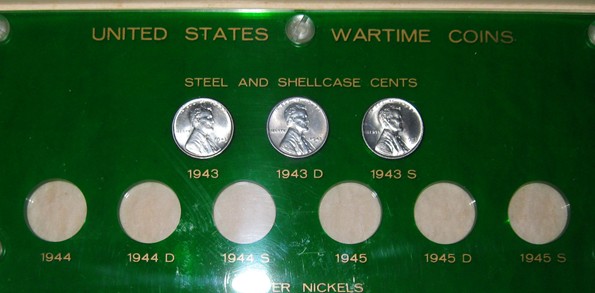 UNITED STATES WARTIME COINS
STEEL AND SHELLCASE CENTS
1943 1943 D 1943 S
1944 1944 D 1944 S 1945 1945 D 1945 S
NICKELS